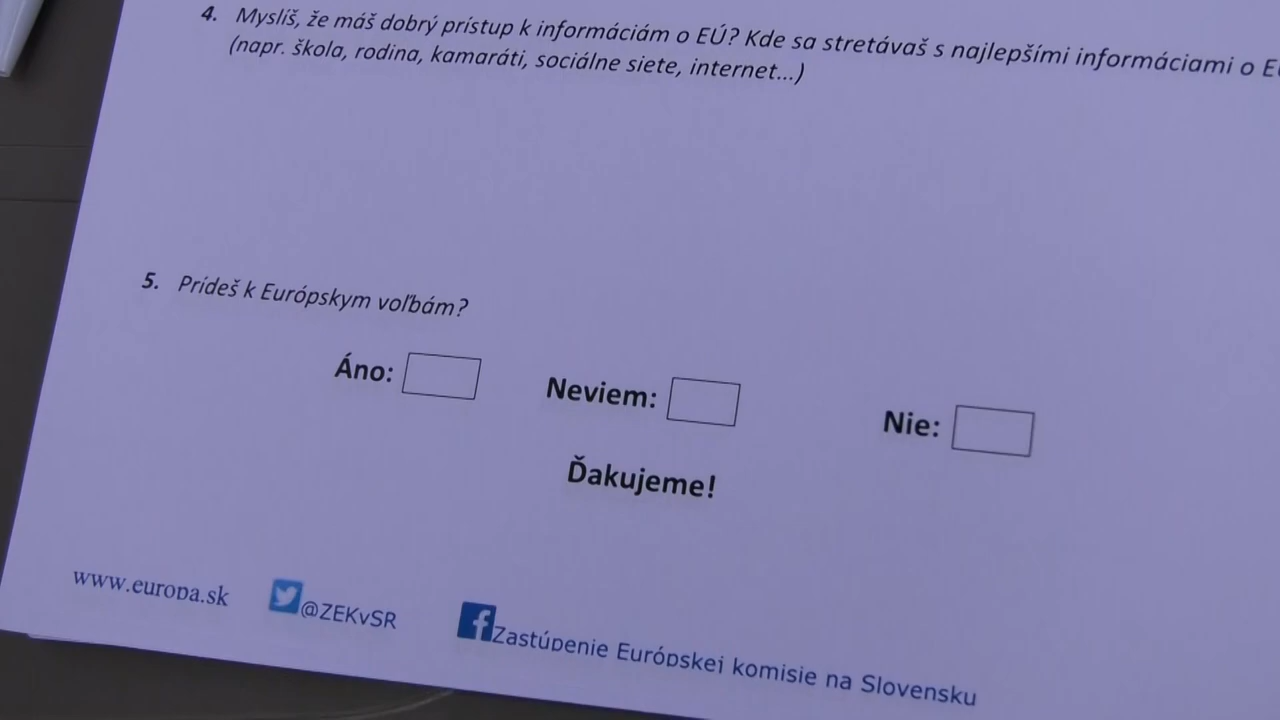 4. Myslíš, že máš dobrý prístup k informáciám o EÚ? Kde sa stretávaš s najlepšími informáciami o
(napr. škola, rodina, kamaráti, sociálne siete, internet...)
5. Prídeš k Európskym voľbám?
Áno: Neviem: Nie:
Ďakujeme!
www.europa.sk @ZEKvSR Zastúpenie Európskej komisie na Slovensku